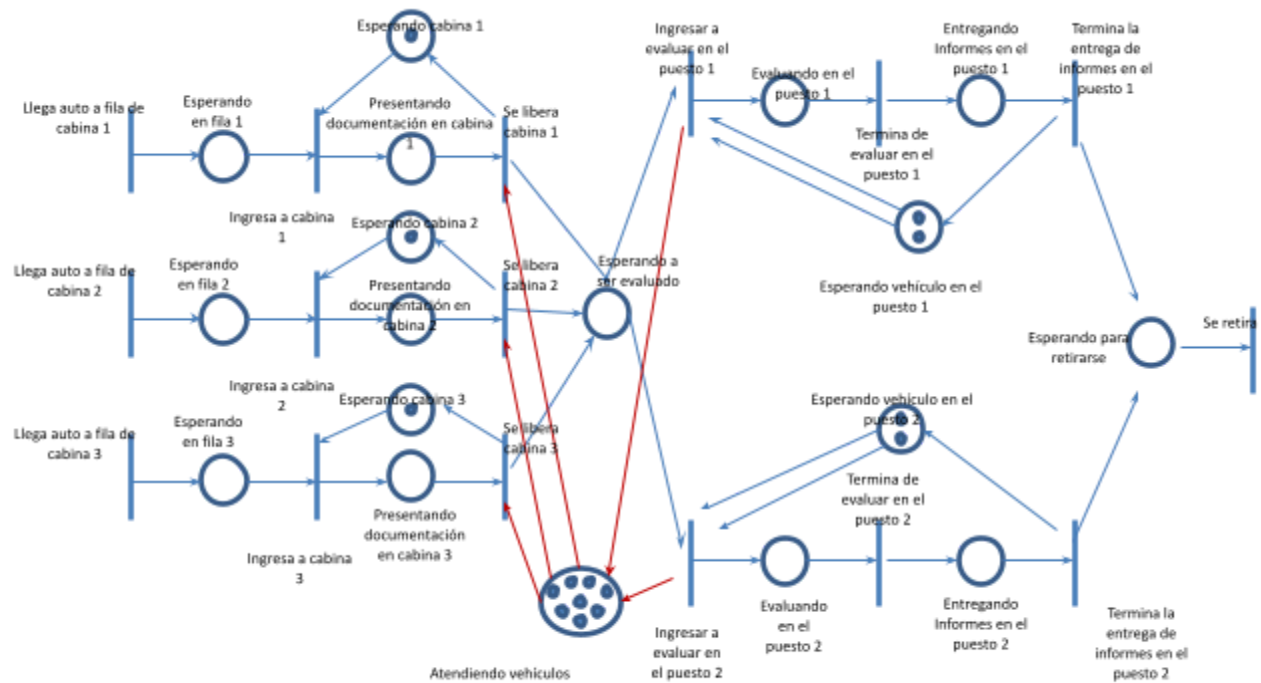 Esperando cabina 1
Llega auto a fila de
cabina 1
Esperando
en fila 1
Presentando
documentación en cabina
1
Se libera
cabina 1
Ingresa a cabina
1
Ingresar a
evaluar en el
puesto 1
Evaluando en el
puesto 1
Entregando
Informes en el
puesto 1
Termina la
entrega de
informes en el
puesto 1
Termina de
evaluar en el
puesto 1
Esperando vehículo en el
puesto 1
Esperando cabina 2
Llega auto a fila de
cabina 2
Esperando
en fila 2
Presentando
documentación en
cabina 2
Se libera
cabina 2
Ingresa a cabina
2
Esperando a
ser evaluado
Esperando para
retirarse
Se retira
Esperando cabina 3
Llega auto a fila de
cabina 3
Esperando
en fila 3
Se libera
cabina 3
Presentando
documentación
en cabina 3
Ingresa a cabina
3
Esperando vehículo en el
puesto 2
Termina de
evaluar en el
puesto 2
Atendiendo vehículos
Ingresar a
evaluar en
el puesto 2
Evaluando
en el
puesto 2
Entregando
Informes en el
puesto 2
Termina la
entrega de
informes en el
puesto 2